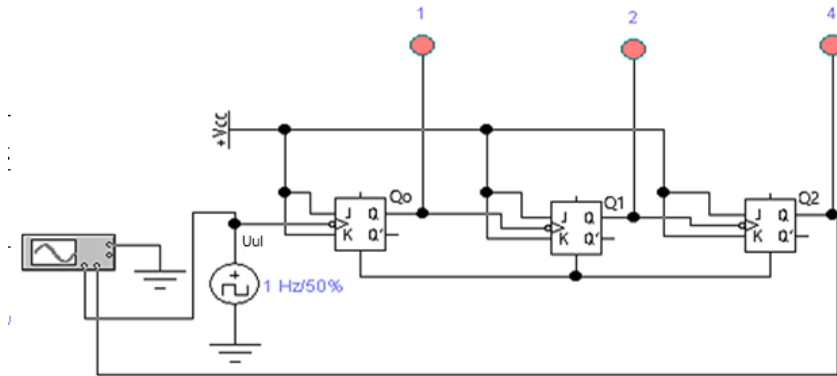 1 2 4
+Vcc
Qo Q1 Q2
J Q J Q J Q
K Q' K Q' K Q'
Uul
1 Hz/50%